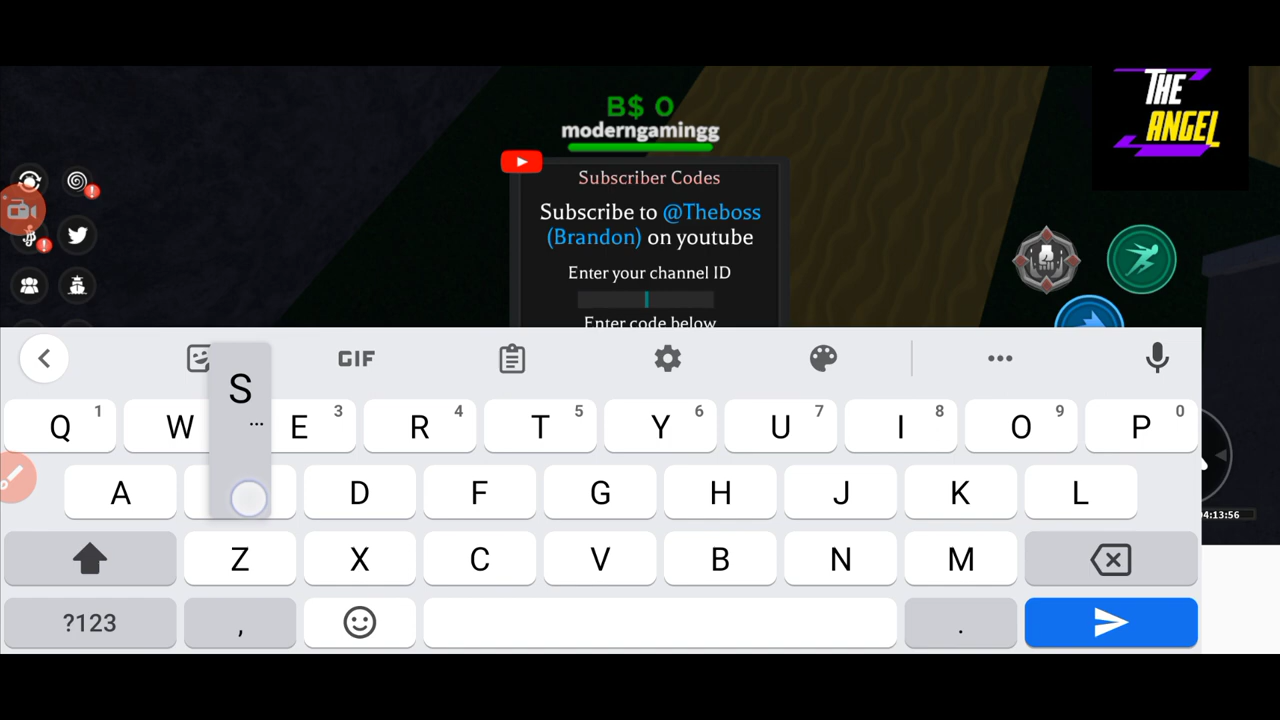 THE
ANGEL
B$ 0
moderngamingg
Subscriber Codes
Subscribe to @Theboss
(Brandon) on youtube
Enter your channel ID
Enter code below
S
...
GIF
Q 1 W E 3 R 4 T 5 Y 6 U 7 I 8 O 9 P 0
A D F G H J K L
Z X C V B N M
?123 , .
4:13:56